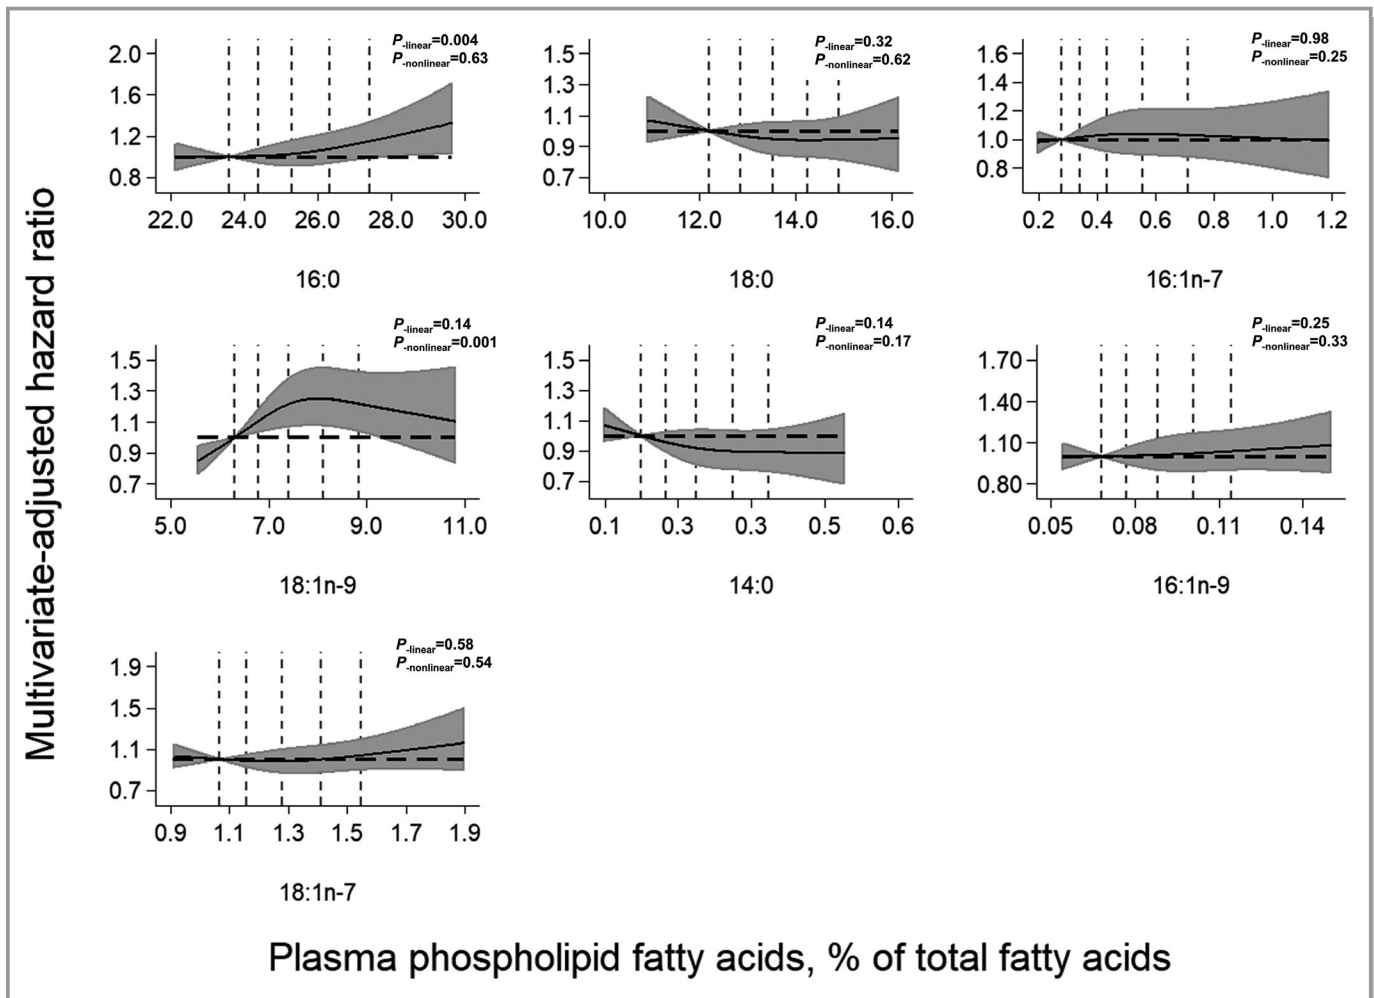 Multivariate-adjusted hazard ratio
P-linear=0.004
P-nonlinear=0.63
2.0
1.6
1.2
0.8
22.0 24.0 26.0 28.0 30.0
16:0
P-linear=0.32
P-nonlinear=0.62
1.5
1.3
1.1
0.9
0.7
10.0 12.0 14.0 16.0
18:0
P-linear=0.98
P-nonlinear=0.25
1.6
1.4
1.2
1.0
0.8
0.2 0.4 0.6 0.8 1.0 1.2
16:1n-7
P-linear=0.14
P-nonlinear=0.001
1.5
1.3
1.1
0.9
0.7
5.0 7.0 9.0 11.0
18:1n-9
P-linear=0.14
P-nonlinear=0.17
1.5
1.3
1.1
0.9
0.7
0.1 0.3 0.3 0.5 0.6
14:0
P-linear=0.25
P-nonlinear=0.33
1.70
1.40
1.10
0.80
0.05 0.08 0.11 0.14
16:1n-9
P-linear=0.58
P-nonlinear=0.54
1.9
1.5
1.1
0.7
0.9 1.1 1.3 1.5 1.7 1.9
18:1n-7
Plasma phospholipid fatty acids, % of total fatty acids